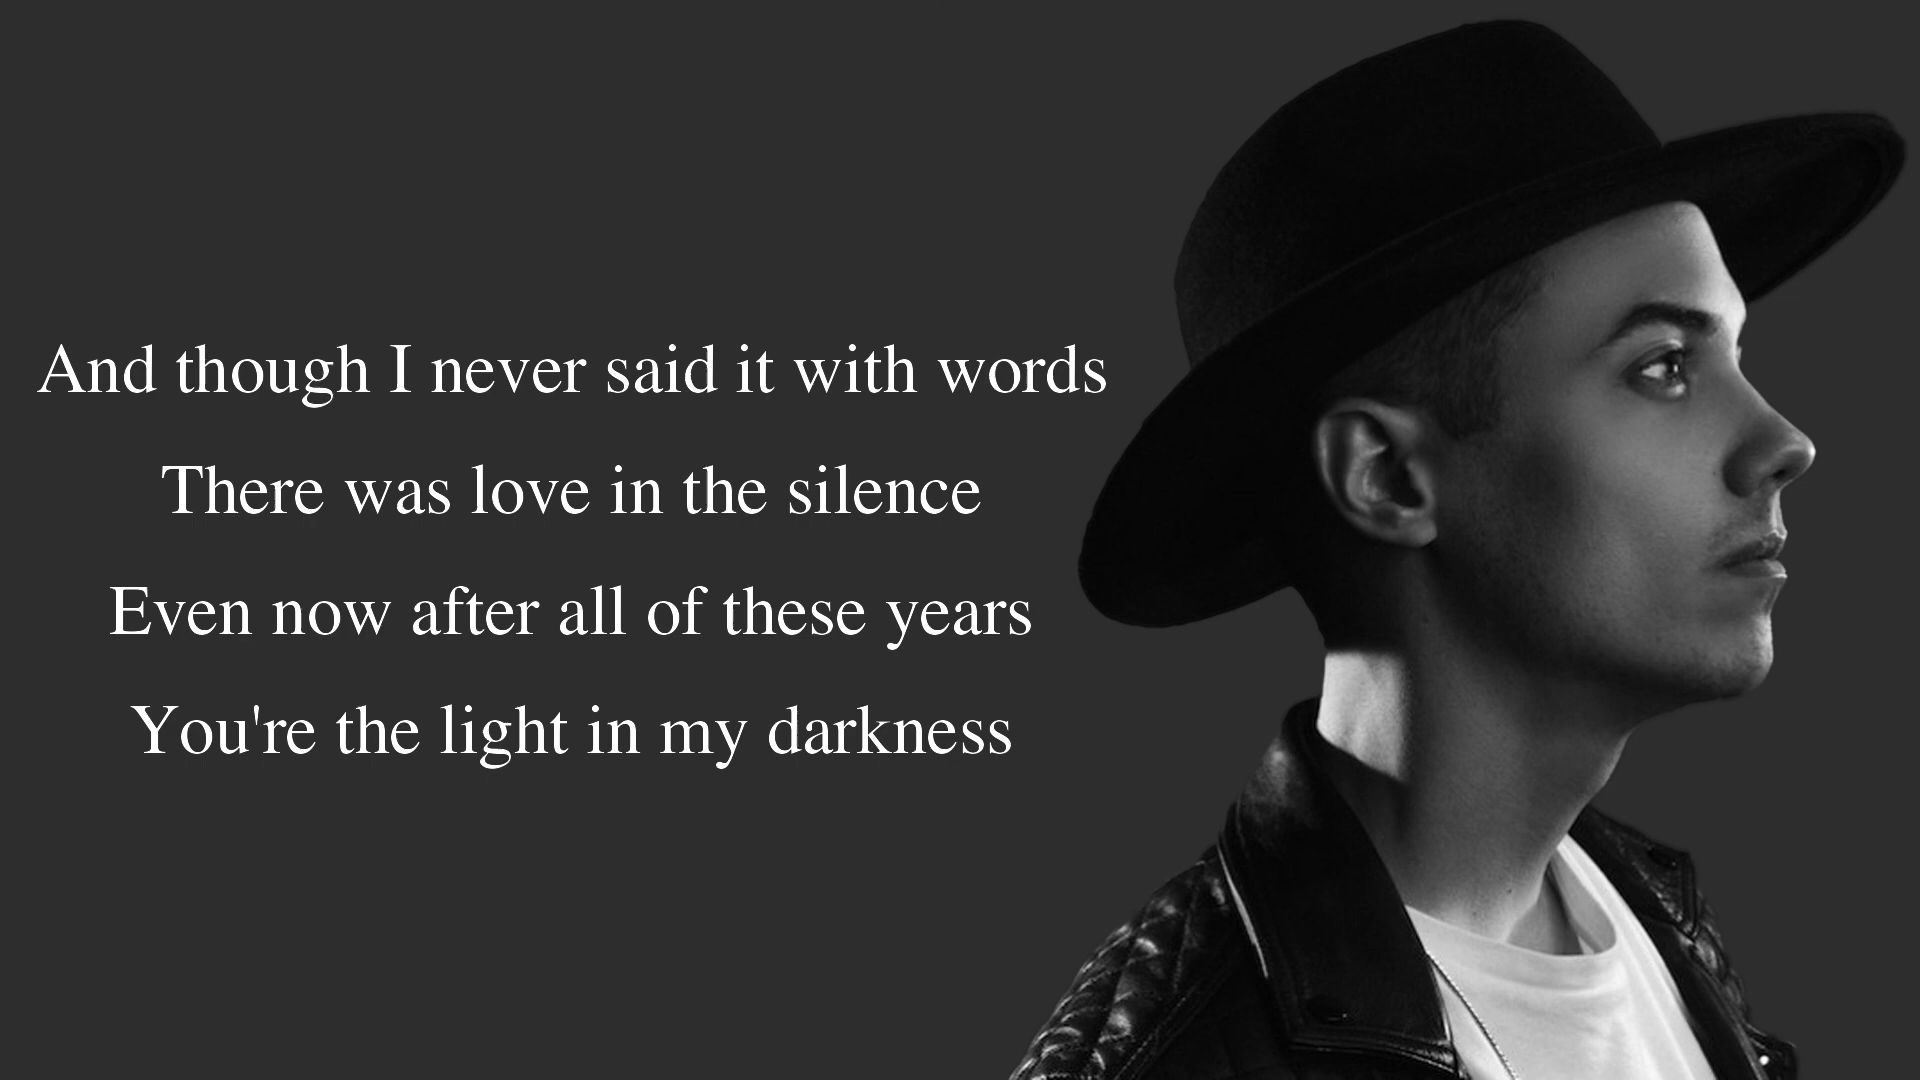 And though I never said it with words
There was love in the silence
Even now after all of these years
You're the light in my darkness